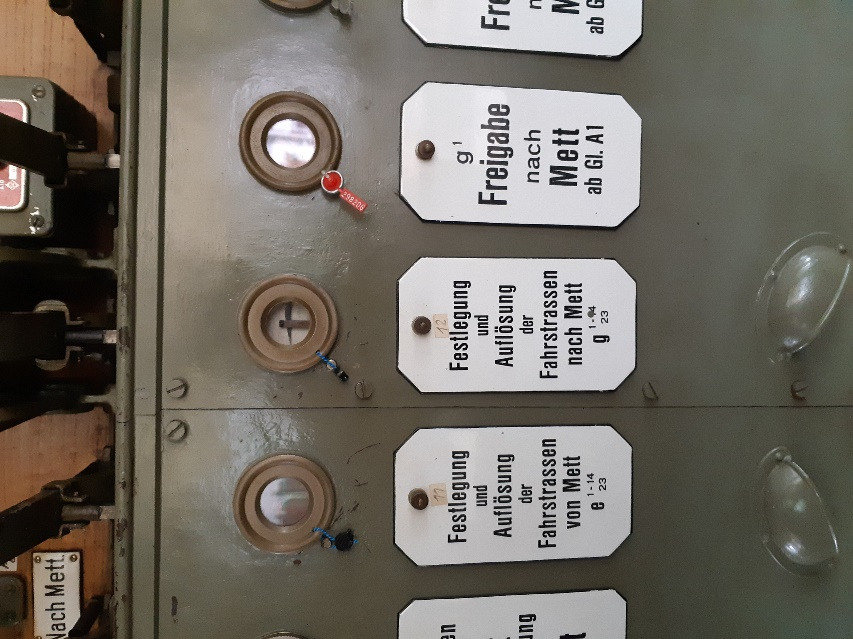 g¹
Freigabe
nach
Mett
ab Gl. A1
298206
12
Festlegung
und
Auflösung
der
Fahrstrassen
nach Mett
g 1-14
23
11
Festlegung
und
Auflösung
der
Fahrstrassen
von Mett
e 1-14
23
Nach Mett.